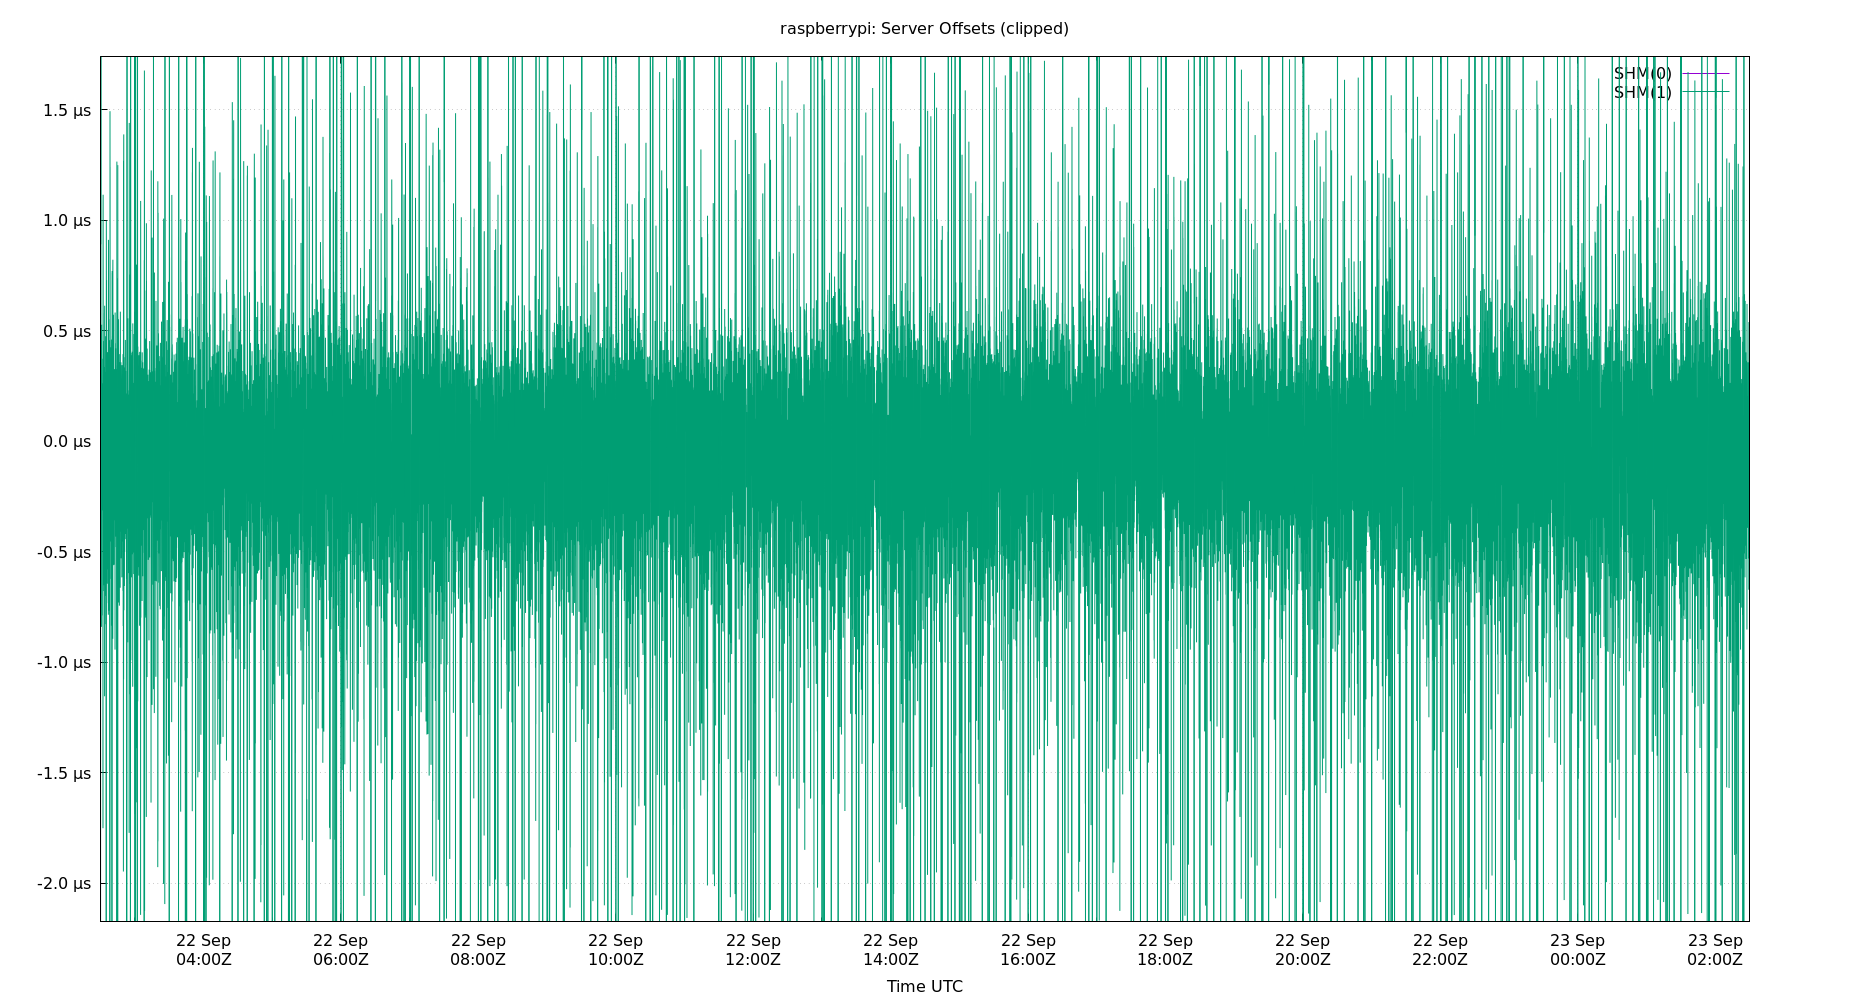 raspberrypi: Server Offsets (clipped)
SHM(0)
SHM(1)
1.5 µs
1.0 µs
0.5 µs
0.0 µs
-0.5 µs
-1.0 µs
-1.5 µs
-2.0 µs
22 Sep 22 Sep 22 Sep 22 Sep 22 Sep 22 Sep 22 Sep 22 Sep 22 Sep 22 Sep 23 Sep 23 Sep
04:00Z 06:00Z 08:00Z 10:00Z 12:00Z 14:00Z 16:00Z 18:00Z 20:00Z 22:00Z 00:00Z 02:00Z
Time UTC